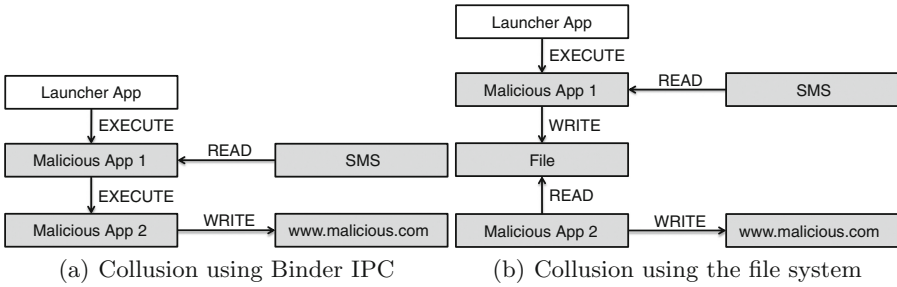 Launcher App
EXECUTE
Malicious App 1
READ
SMS
EXECUTE
Malicious App 2
WRITE
www.malicious.com
(a) Collusion using Binder IPC
Launcher App
EXECUTE
Malicious App 1
READ
SMS
WRITE
File
READ
Malicious App 2
WRITE
www.malicious.com
(b) Collusion using the file system